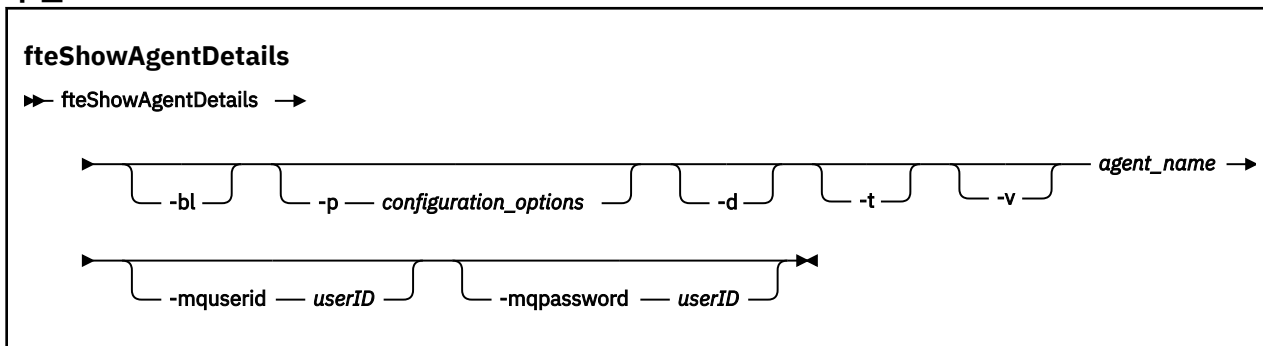 fteShowAgentDetails
fteShowAgentDetails
-bl -p configuration_options -d -t -v agent_name
-mquserid userID -mqpassword userID